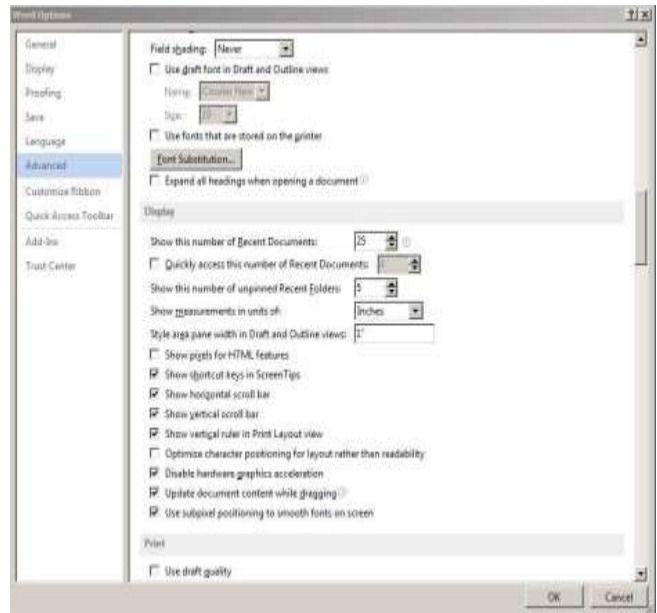 Word Options
General
Display
Proofing
Save
Language
Advanced
Customize Ribbon
Quick Access Toolbar
Add-Ins
Trust Center
Field shading: Never
Use draft font in Draft and Outline views
Name: Courier New
Size: 10
Use fonts that are stored on the printer
Font Substitution...
Expand all headings when opening a document
Display
Show this number of Recent Documents: 25
Quickly access this number of Recent Documents: 4
Show this number of unpinned Recent Folders: 5
Show measurements in units of: Inches
Style area pane width in Draft and Outline views: 1"
Show pixels for HTML features
Show shortcut keys in ScreenTips
Show horizontal scroll bar
Show vertical scroll bar
Show vertical ruler in Print Layout view
Optimize character positioning for layout rather than readability
Disable hardware graphics acceleration
Update document content while dragging
Use subpixel positioning to smooth fonts on screen
Print
Use draft quality
OK Cancel